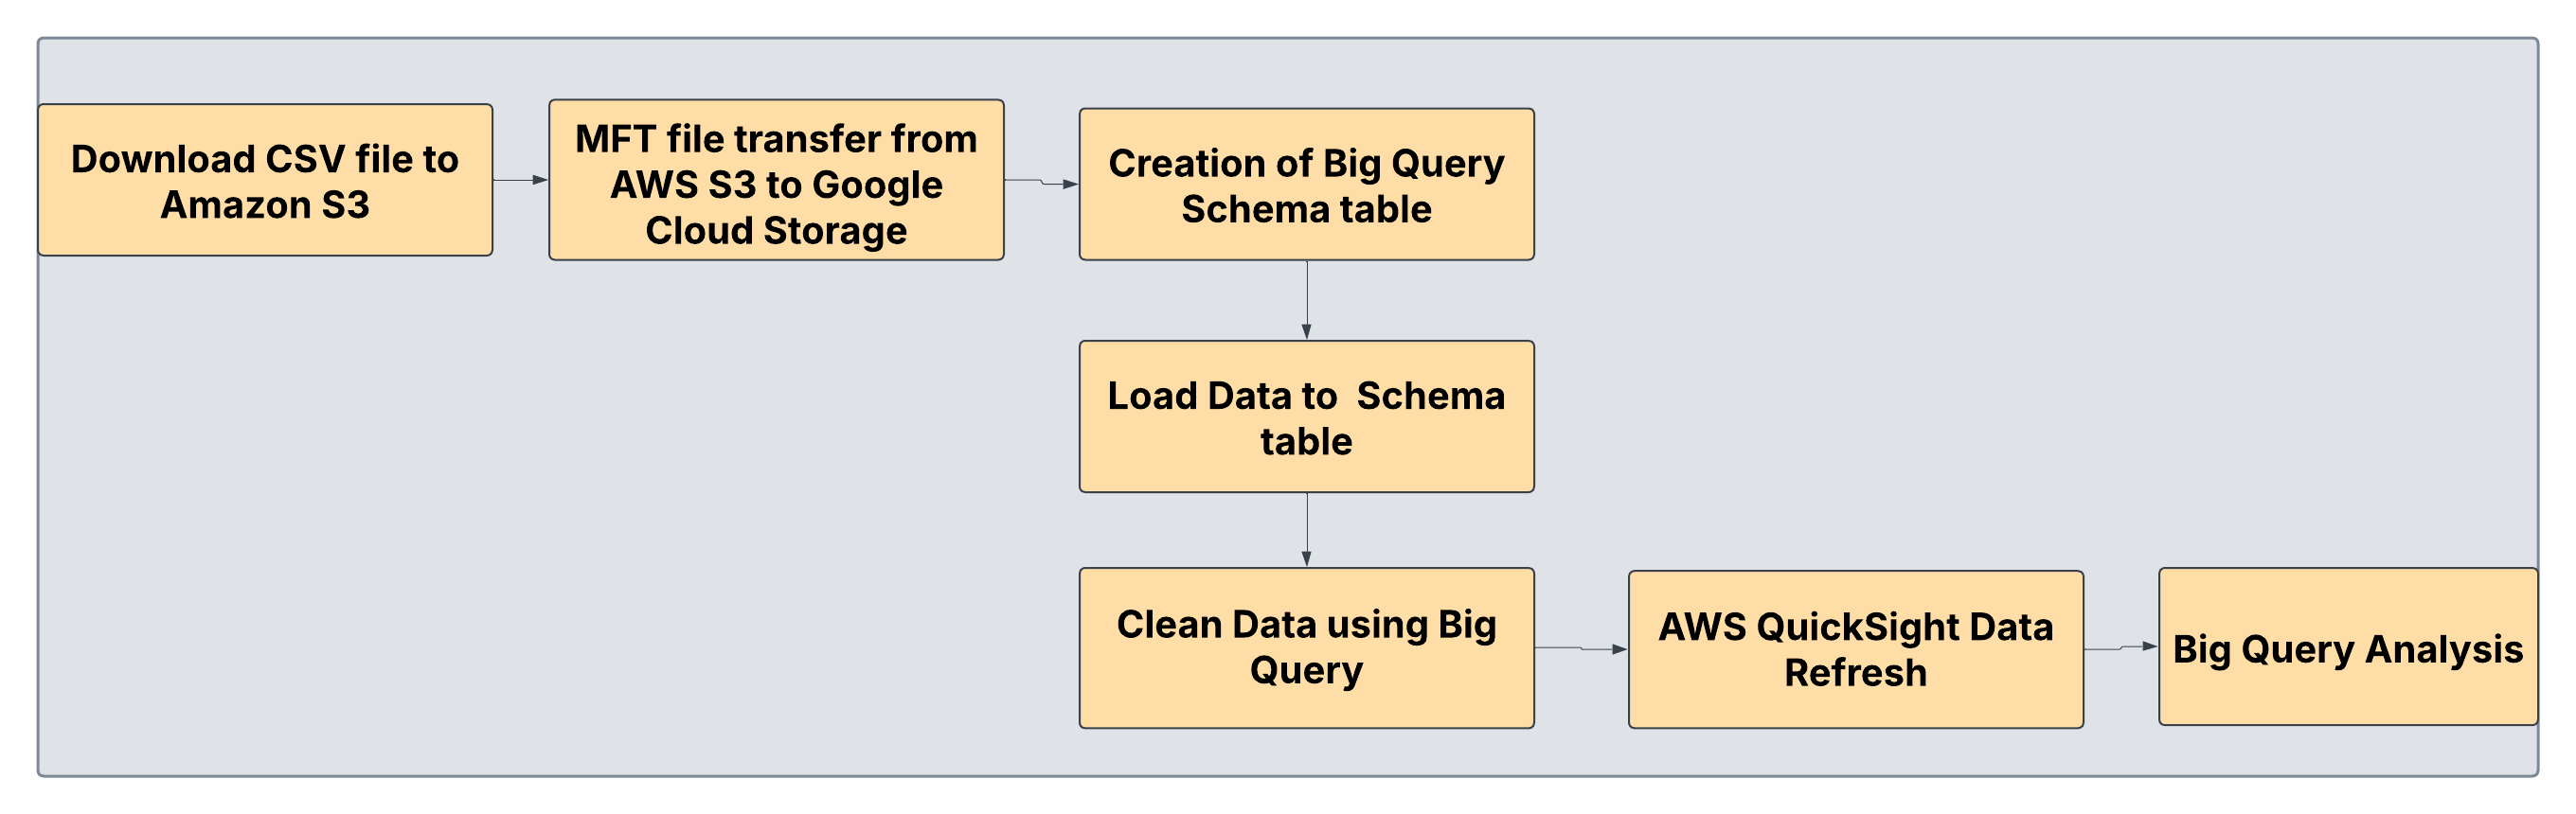 Download CSV file to
Amazon S3
MFT file transfer from
AWS S3 to Google
Cloud Storage
Creation of Big Query
Schema table
Load Data to  Schema
table
Clean Data using Big
Query
AWS QuickSight Data
Refresh
Big Query Analysis